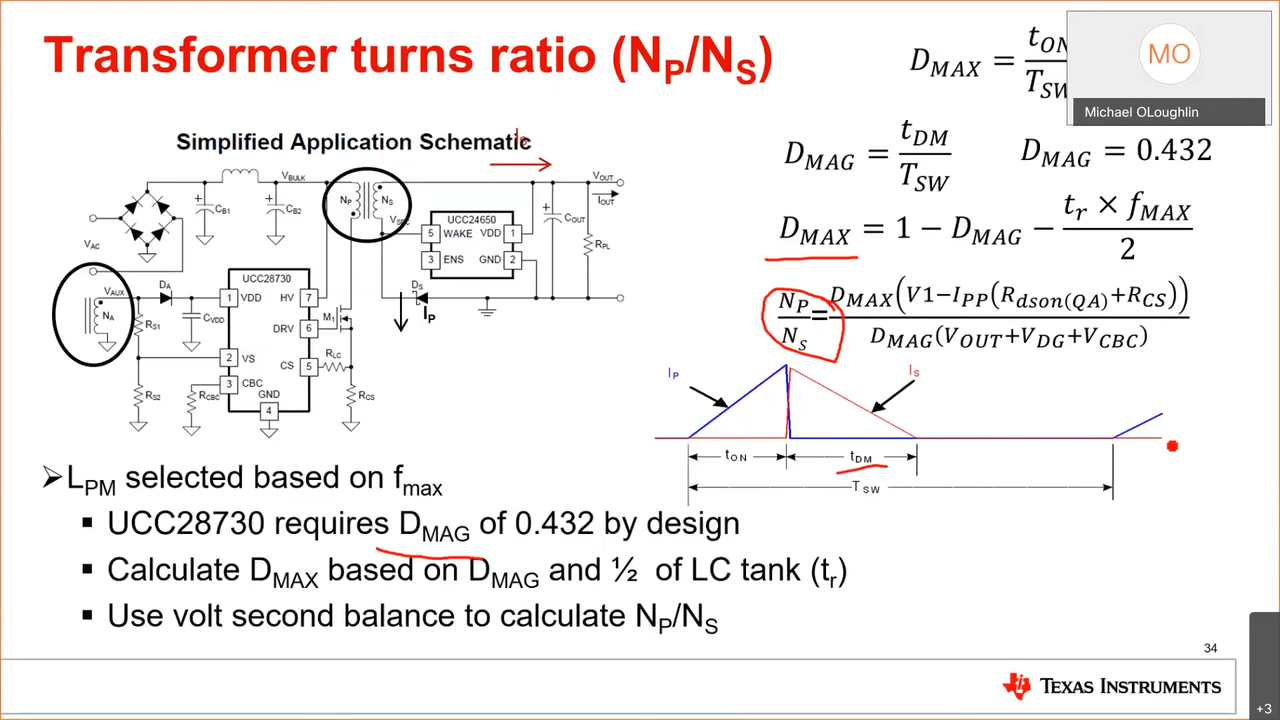 Transformer turns ratio (NP/NS)
DMAX = tON / TSW
MO
Michael OLoughlin
DMAG = tDM / TSW
DMAG = 0.432
DMAX = 1 − DMAG − tr × fMAX / 2
NP / NS = DMAX(V1−IPP(Rdson(QA)+RCS)) / DMAG(VOUT+VDG+VCBC)
Simplified Application Schematic
IS
VBULK
VOUT
IOUT
NP
NS
CB1
CB2
UCC24650
COUT
5 WAKE VDD 1
3 ENS GND 2
RPL
VAC
UCC28730
DS
IP
VAUX
DA
1 VDD HV 7
NA
RS1
CVDD
M1
DRV 6
2 VS
RLC
CS 5
3 CBC
RS2
RCBC
GND
4
RCS
IP
IS
tON
tDM
TSW
➢LPM selected based on fmax
▪ UCC28730 requires DMAG of 0.432 by design
▪ Calculate DMAX based on DMAG and ½ of LC tank (tr)
▪ Use volt second balance to calculate NP/NS
34
TEXAS INSTRUMENTS
+3